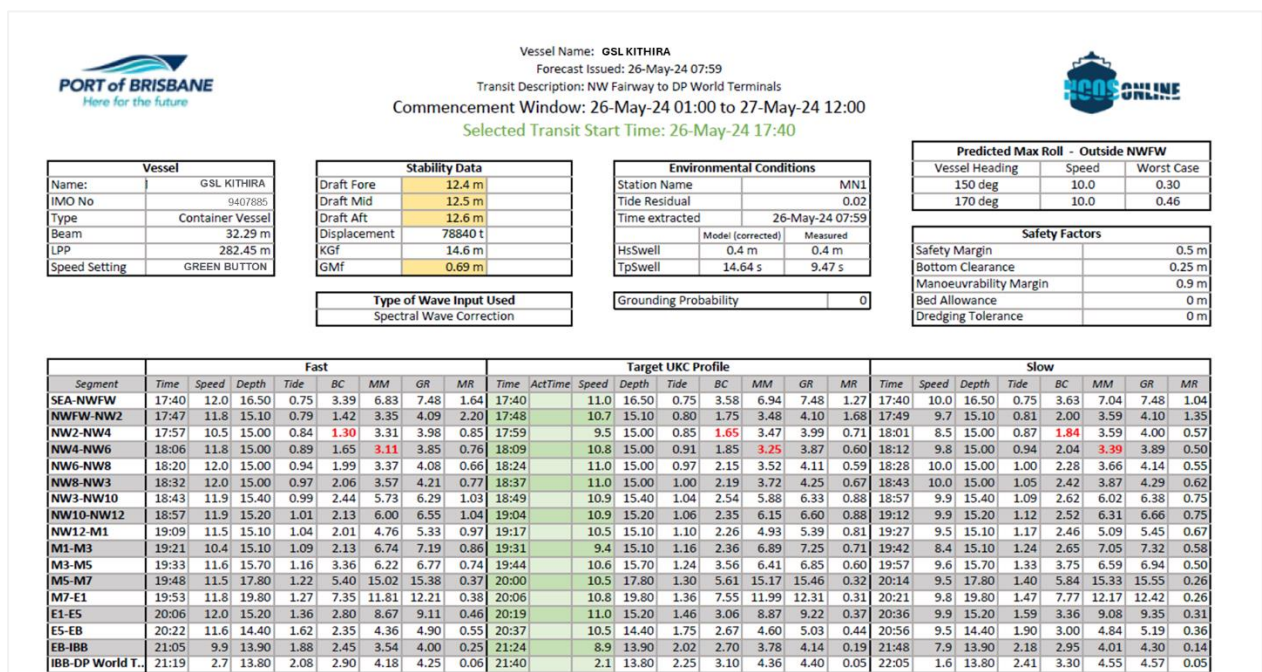 PORT of BRISBANE
Here for the future
Vessel Name: GSL KITHIRA
Forecast Issued: 26-May-24 07:59
Transit Description: NW Fairway to DP World Terminals
Commencement Window: 26-May-24 01:00 to 27-May-24 12:00
Selected Transit Start Time: 26-May-24 17:40
NCOS ONLINE
Vessel
Name: GSL KITHIRA
IMO No 9407885
Type Container Vessel
Beam 32.29 m
LPP 282.45 m
Speed Setting GREEN BUTTON
Stability Data
Draft Fore 12.4 m
Draft Mid 12.5 m
Draft Aft 12.6 m
Displacement 78840 t
KGf 14.6 m
GMf 0.69 m
Type of Wave Input Used
Spectral Wave Correction
Environmental Conditions
Station Name MN1
Tide Residual 0.02
Time extracted 26-May-24 07:59
Model (corrected) Measured
HsSwell 0.4 m 0.4 m
TpSwell 14.64 s 9.47 s
Grounding Probability 0
Predicted Max Roll - Outside NWFW
Vessel Heading Speed Worst Case
150 deg 10.0 0.30
170 deg 10.0 0.46
Safety Factors
Safety Margin 0.5 m
Bottom Clearance 0.25 m
Manoeuvrability Margin 0.9 m
Bed Allowance 0 m
Dredging Tolerance 0 m
Fast Target UKC Profile Slow
Segment Time Speed Depth Tide BC MM GR MR Time ActTime Speed Depth Tide BC MM GR MR Time Speed Depth Tide BC MM GR MR
SEA-NWFW 17:40 12.0 16.50 0.75 3.39 6.83 7.48 1.64 17:40 11.0 16.50 0.75 3.58 6.94 7.48 1.27 17:40 10.0 16.50 0.75 3.63 7.04 7.48 1.04
NWFW-NW2 17:47 11.8 15.10 0.79 1.42 3.35 4.09 2.20 17:48 10.7 15.10 0.80 1.75 3.48 4.10 1.68 17:49 9.7 15.10 0.81 2.00 3.59 4.10 1.35
NW2-NW4 17:57 10.5 15.00 0.84 1.30 3.31 3.98 0.85 17:59 9.5 15.00 0.85 1.65 3.47 3.99 0.71 18:01 8.5 15.00 0.87 1.84 3.59 4.00 0.57
NW4-NW6 18:06 11.8 15.00 0.89 1.65 3.11 3.85 0.76 18:09 10.8 15.00 0.91 1.85 3.25 3.87 0.60 18:12 9.8 15.00 0.94 2.04 3.39 3.89 0.50
NW6-NW8 18:20 12.0 15.00 0.94 1.99 3.37 4.08 0.66 18:24 11.0 15.00 0.97 2.15 3.52 4.11 0.59 18:28 10.0 15.00 1.00 2.28 3.66 4.14 0.55
NW8-NW3 18:32 12.0 15.00 0.97 2.06 3.57 4.21 0.77 18:37 11.0 15.00 1.00 2.19 3.72 4.25 0.67 18:43 10.0 15.00 1.05 2.42 3.87 4.29 0.62
NW3-NW10 18:43 11.9 15.40 0.99 2.44 5.73 6.29 1.03 18:49 10.9 15.40 1.04 2.54 5.88 6.33 0.88 18:57 9.9 15.40 1.09 2.62 6.02 6.38 0.75
NW10-NW12 18:57 11.9 15.20 1.01 2.13 6.00 6.55 1.04 19:04 10.9 15.20 1.06 2.35 6.15 6.60 0.88 19:12 9.9 15.20 1.12 2.52 6.31 6.66 0.75
NW12-M1 19:09 11.5 15.10 1.04 2.01 4.76 5.33 0.97 19:17 10.5 15.10 1.10 2.26 4.93 5.39 0.81 19:27 9.5 15.10 1.17 2.46 5.09 5.45 0.67
M1-M3 19:21 10.4 15.10 1.09 2.13 6.74 7.19 0.86 19:31 9.4 15.10 1.16 2.36 6.89 7.25 0.71 19:42 8.4 15.10 1.24 2.65 7.05 7.32 0.58
M3-M5 19:33 11.6 15.70 1.16 3.36 6.22 6.77 0.74 19:44 10.6 15.70 1.24 3.56 6.41 6.85 0.60 19:57 9.6 15.70 1.33 3.75 6.59 6.94 0.50
M5-M7 19:48 11.5 17.80 1.22 5.40 15.02 15.38 0.37 20:00 10.5 17.80 1.30 5.61 15.17 15.46 0.32 20:14 9.5 17.80 1.40 5.84 15.33 15.55 0.26
M7-E1 19:53 11.8 19.80 1.27 7.35 11.81 12.21 0.38 20:06 10.8 19.80 1.36 7.55 11.99 12.31 0.31 20:21 9.8 19.80 1.47 7.77 12.17 12.42 0.26
E1-E5 20:06 12.0 15.20 1.36 2.80 8.67 9.11 0.46 20:19 11.0 15.20 1.46 3.06 8.87 9.22 0.37 20:36 9.9 15.20 1.59 3.36 9.08 9.35 0.31
E5-EB 20:22 11.6 14.40 1.62 2.35 4.36 4.90 0.55 20:37 10.5 14.40 1.75 2.67 4.60 5.03 0.44 20:56 9.5 14.40 1.90 3.00 4.84 5.19 0.36
EB-IBB 21:05 9.9 13.90 1.88 2.45 3.54 4.00 0.25 21:24 8.9 13.90 2.02 2.70 3.78 4.14 0.19 21:48 7.9 13.90 2.18 2.95 4.01 4.30 0.14
IBB-DP World T.. 21:19 2.7 13.80 2.08 2.90 4.18 4.25 0.06 21:40 2.1 13.80 2.25 3.10 4.36 4.40 0.05 22:05 1.6 13.80 2.41 3.30 4.55 4.57 0.05